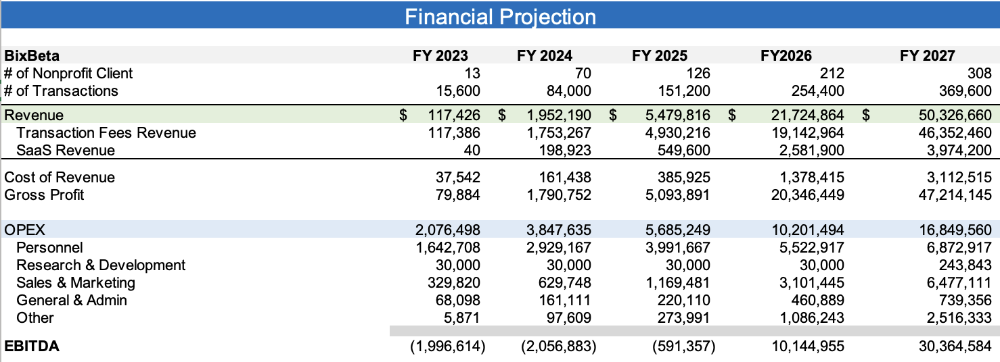 Financial Projection
BixBeta FY 2023 FY 2024 FY 2025 FY2026 FY 2027
# of Nonprofit Client 13 70 126 212 308
# of Transactions 15,600 84,000 151,200 254,400 369,600
Revenue $ 117,426 $ 1,952,190 $ 5,479,816 $ 21,724,864 $ 50,326,660
Transaction Fees Revenue 117,386 1,753,267 4,930,216 19,142,964 46,352,460
SaaS Revenue 40 198,923 549,600 2,581,900 3,974,200
Cost of Revenue 37,542 161,438 385,925 1,378,415 3,112,515
Gross Profit 79,884 1,790,752 5,093,891 20,346,449 47,214,145
OPEX 2,076,498 3,847,635 5,685,249 10,201,494 16,849,560
Personnel 1,642,708 2,929,167 3,991,667 5,522,917 6,872,917
Research & Development 30,000 30,000 30,000 30,000 243,843
Sales & Marketing 329,820 629,748 1,169,481 3,101,445 6,477,111
General & Admin 68,098 161,111 220,110 460,889 739,356
Other 5,871 97,609 273,991 1,086,243 2,516,333
EBITDA (1,996,614) (2,056,883) (591,357) 10,144,955 30,364,584